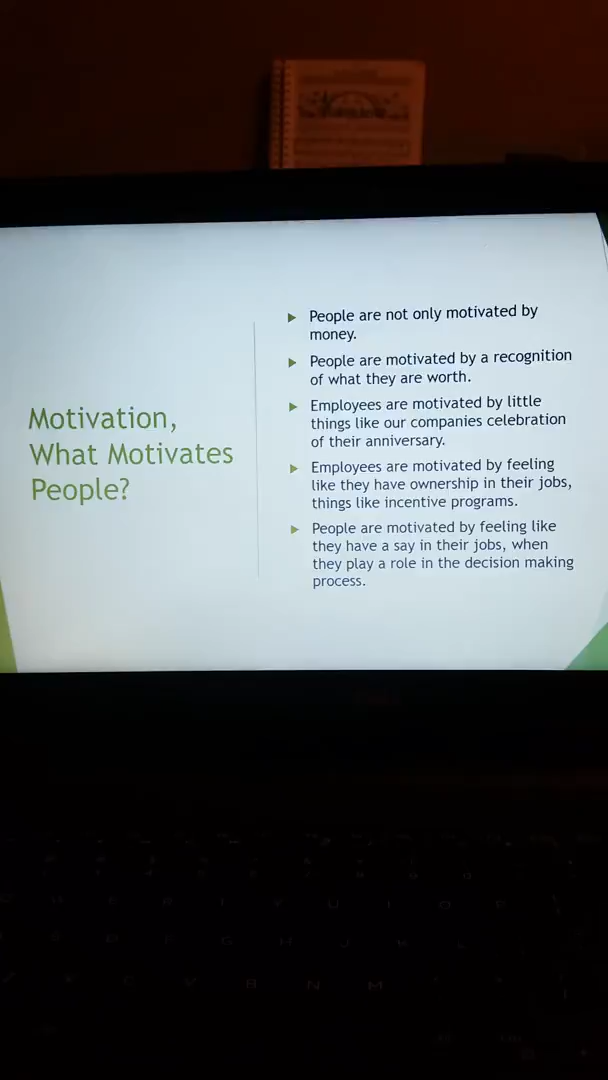 Motivation,
What Motivates
People?
People are not only motivated by
money.
People are motivated by a recognition
of what they are worth.
Employees are motivated by little
things like our companies celebration
of their anniversary.
Employees are motivated by feeling
like they have ownership in their jobs,
things like incentive programs.
People are motivated by feeling like
they have a say in their jobs, when
they play a role in the decision making
process.